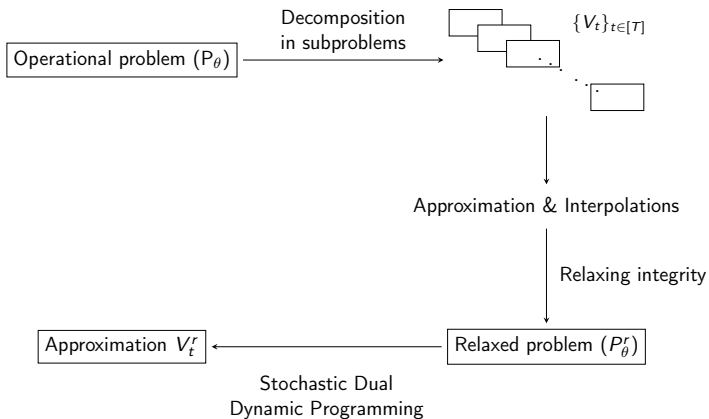 Decomposition
in subproblems
{V_t}_{t∈[T]}
Operational problem (P_θ)
Approximation & Interpolations
Relaxing integrity
Approximation V_t^r
Relaxed problem (P_θ^r)
Stochastic Dual
Dynamic Programming